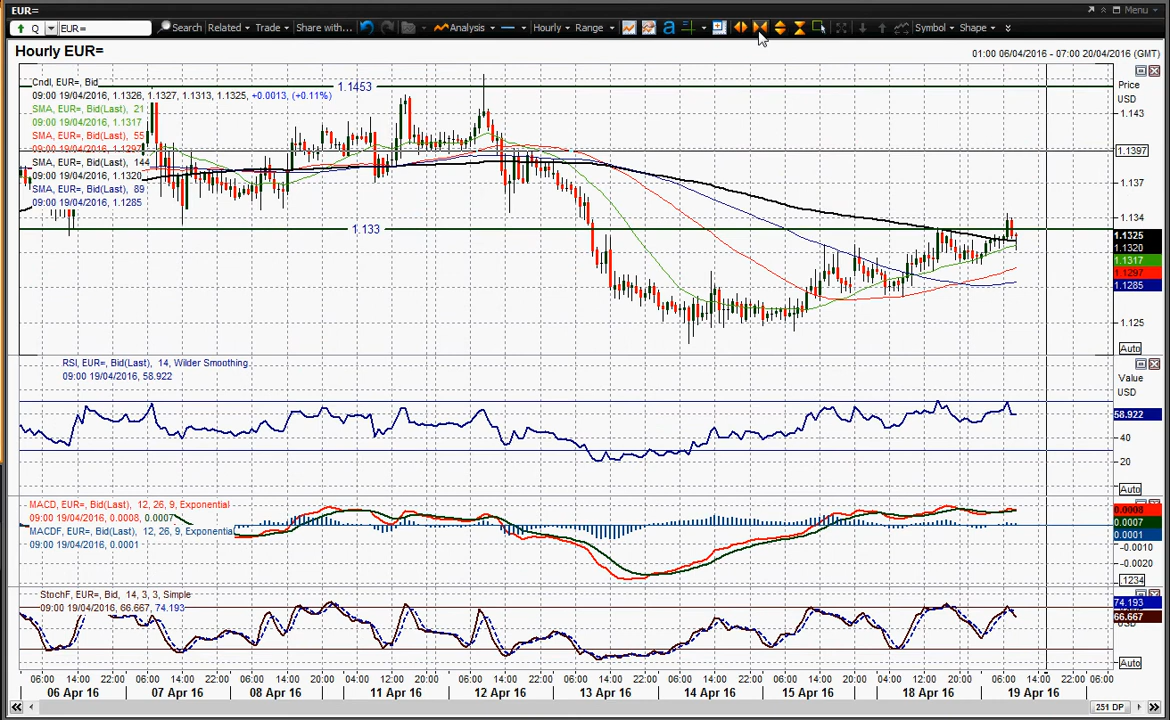 EUR=
Menu
Q EUR= Search Related Trade Share with... Analysis Hourly Range a Symbol Shape
Hourly EUR=
01:00 06/04/2016 - 07:00 20/04/2016 (GMT)
Cndl, EUR=, Bid
09:00 19/04/2016, 1.1326, 1.1327, 1.1313, 1.1325, +0.0013, (+0.11%)
SMA, EUR=, Bid(Last), 21
09:00 19/04/2016, 1.1317
SMA, EUR=, Bid(Last), 55
09:00 19/04/2016, 1.1297
SMA, EUR=, Bid(Last), 144
09:00 19/04/2016, 1.1320
SMA, EUR=, Bid(Last), 89
09:00 19/04/2016, 1.1285
1.1453
1.133
Price
USD
1.143
1.1397
1.137
1.134
1.1325
1.1320
1.1317
1.1297
1.1285
1.125
Auto
RSI, EUR=, Bid(Last), 14, Wilder Smoothing
09:00 19/04/2016, 58.922
Value
USD
58.922
40
20
Auto
MACD, EUR=, Bid(Last), 12, 26, 9, Exponential
09:00 19/04/2016, 0.0008, 0.0007
MACDF, EUR=, Bid(Last), 12, 26, 9, Exponential
09:00 19/04/2016, 0.0001
0.0008
0.0007
0.0001
-0.0010
-0.0020
.1234
StochF, EUR=, Bid, 14, 3, 3, Simple
09:00 19/04/2016, 66.667, 74.193
74.193
66.667
USD
Auto
06:00 14:00 22:00 06:00 14:00 22:00 06:00 14:00 20:00 04:00 12:00 20:00 06:00 14:00 22:00 06:00 14:00 22:00 06:00 14:00 22:00 06:00 14:00 20:00 04:00 12:00 20:00 06:00 14:00 22:00 06:00
06 Apr 16 07 Apr 16 08 Apr 16 11 Apr 16 12 Apr 16 13 Apr 16 14 Apr 16 15 Apr 16 18 Apr 16 19 Apr 16
251 DP